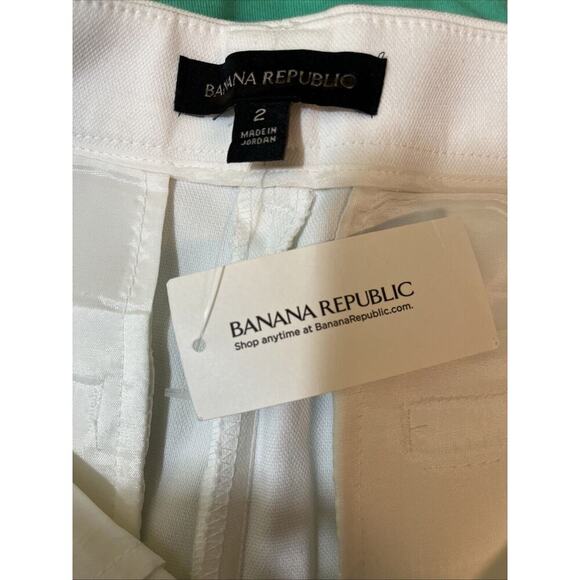 BANANA REPUBLIC
2
MADE IN
JORDAN
BANANA REPUBLIC
Shop anytime at BananaRepublic.com.